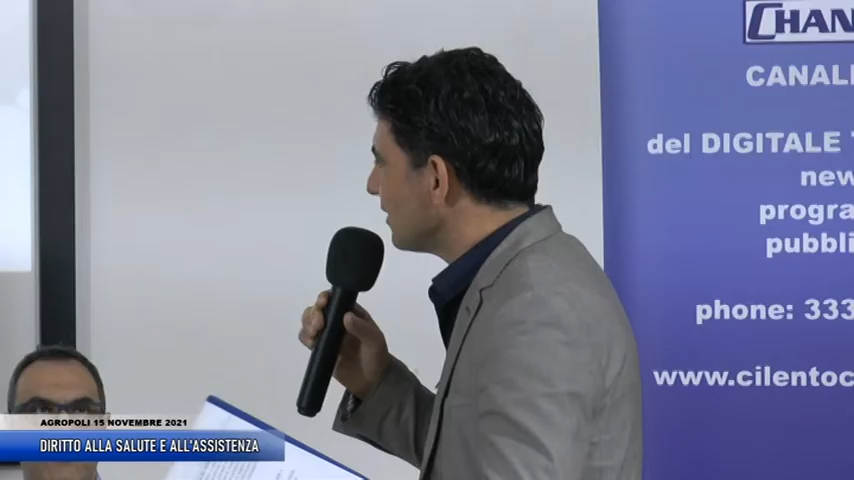 CHAN
CANALE
del DIGITALE
new
progra
pubbli
phone: 333
www.cilentoc
AGROPOLI 15 NOVEMBRE 2021
DIRITTO ALLA SALUTE E ALL'ASSISTENZA